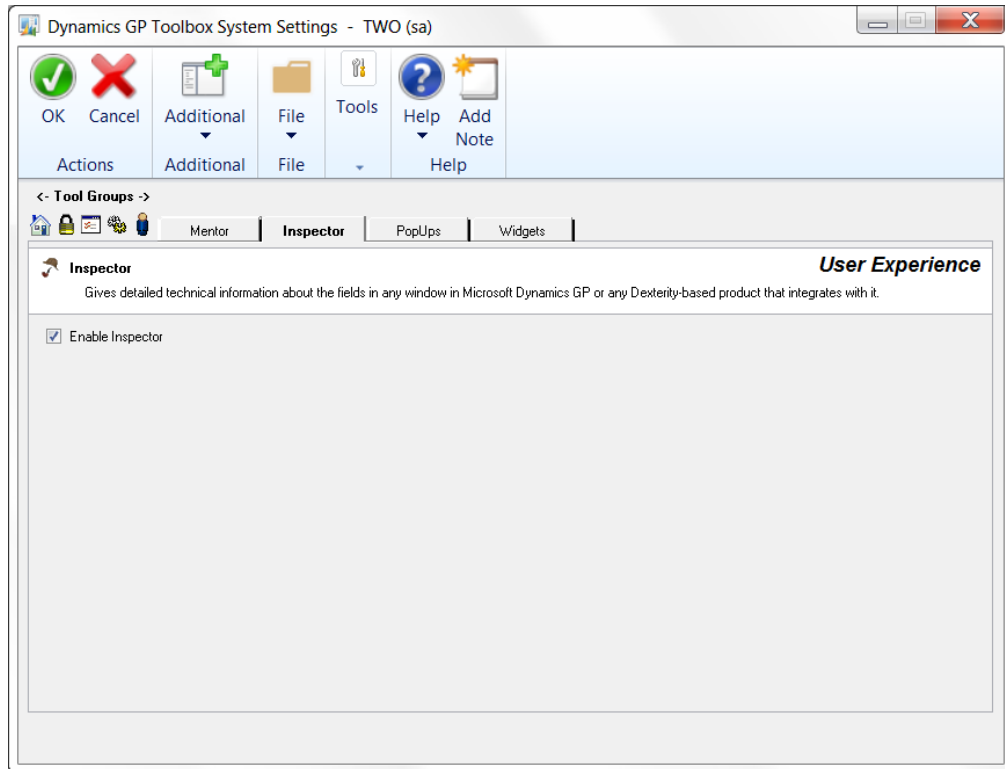 Dynamics GP Toolbox System Settings - TWO (sa)
OK Cancel Additional File Tools Help Add Note
Actions Additional File Help
<- Tool Groups ->
Mentor Inspector PopUps Widgets
Inspector User Experience
Gives detailed technical information about the fields in any window in Microsoft Dynamics GP or any Dexterity-based product that integrates with it.
Enable Inspector